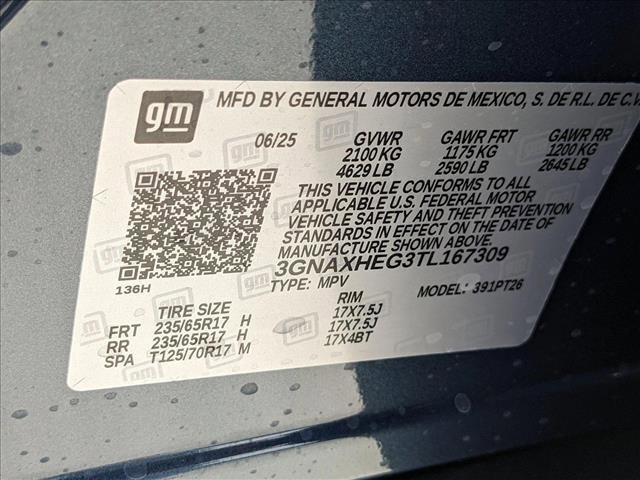 gm
MFD BY GENERAL MOTORS DE MEXICO, S. DE R.L. DE C.V.
06/25 GVWR GAWR FRT GAWR RR
2100 KG 1175 KG 1200 KG
4629 LB 2590 LB 2645 LB
THIS VEHICLE CONFORMS TO ALL
APPLICABLE U.S. FEDERAL MOTOR
VEHICLE SAFETY AND THEFT PREVENTION
STANDARDS IN EFFECT ON THE DATE OF
MANUFACTURE SHOWN ABOVE.
3GNAXHEG3TL167309
136H TYPE: MPV MODEL: 391PT26
TIRE SIZE RIM
FRT 235/65R17 H 17X7.5J
RR 235/65R17 H 17X7.5J
SPA T125/70R17 M 17X4BT